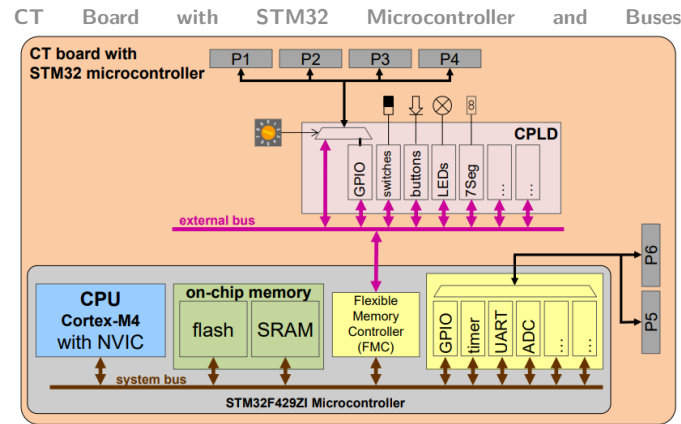 CT Board with STM32 Microcontroller and Buses
CT board with
STM32 microcontroller
P1
P2
P3
P4
CPLD
GPIO
switches
buttons
LEDs
7Seg
...
...
external bus
P6
P5
CPU
Cortex-M4
with NVIC
on-chip memory
flash
SRAM
Flexible
Memory
Controller
(FMC)
GPIO
timer
UART
ADC
...
...
system bus
STM32F429ZI Microcontroller